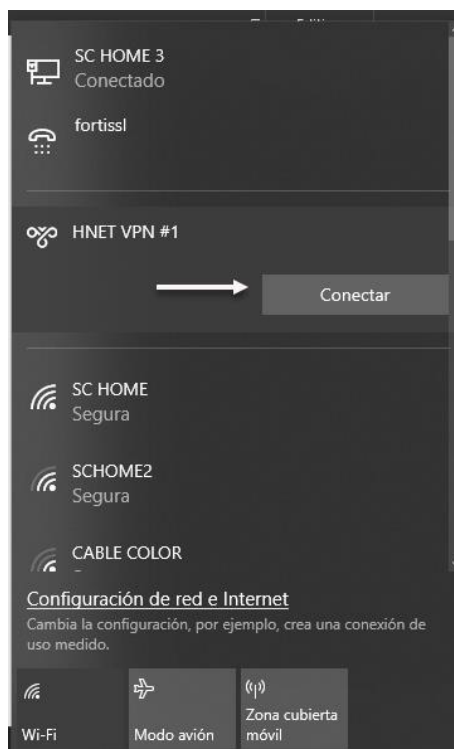 SC HOME 3
Conectado
fortissl
HNET VPN #1
Conectar
SC HOME
Segura
SCHOME2
Segura
CABLE COLOR
Configuración de red e Internet
Cambia la configuración, por ejemplo, crea una conexión de
uso medido.
Wi-Fi
Modo avión
Zona cubierta
móvil